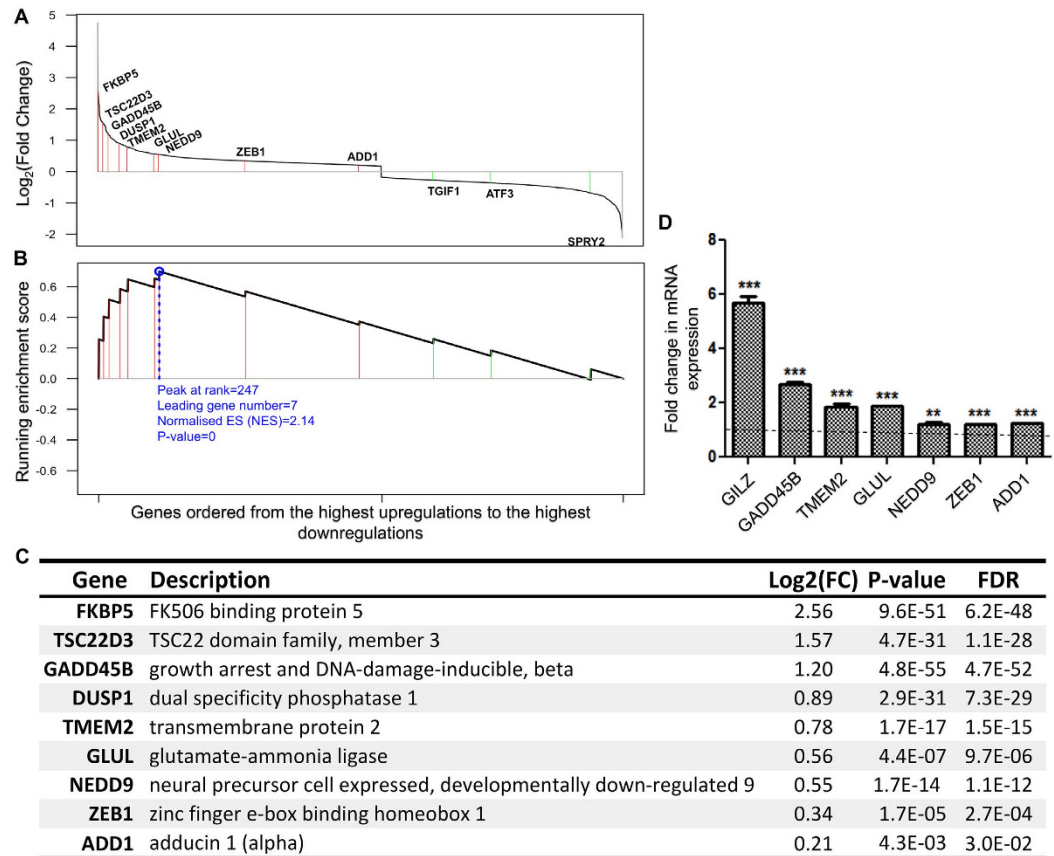 A
5
4
3
2
1
0
-1
-2
Log2(Fold Change)
FKBP5
TSC22D3
GADD45B
DUSP1
TMEM2
GLUL
NEDD9
ZEB1
ADD1
TGIF1
ATF3
SPRY2
B
0.6
0.4
0.2
0.0
-0.2
-0.4
-0.6
Running enrichment score
Peak at rank=247
Leading gene number=7
Normalised ES (NES)=2.14
P-value=0
Genes ordered from the highest upregulations to the highest
downregulations
D
8
6
4
2
0
Fold change in mRNA
expression
***
***
***
***
**
***
***
GILZ
GADD45B
TMEM2
GLUL
NEDD9
ZEB1
ADD1
C
Gene Description Log2(FC) P-value FDR
FKBP5 FK506 binding protein 5 2.56 9.6E-51 6.2E-48
TSC22D3 TSC22 domain family, member 3 1.57 4.7E-31 1.1E-28
GADD45B growth arrest and DNA-damage-inducible, beta 1.20 4.8E-55 4.7E-52
DUSP1 dual specificity phosphatase 1 0.89 2.9E-31 7.3E-29
TMEM2 transmembrane protein 2 0.78 1.7E-17 1.5E-15
GLUL glutamate-ammonia ligase 0.56 4.4E-07 9.7E-06
NEDD9 neural precursor cell expressed, developmentally down-regulated 9 0.55 1.7E-14 1.1E-12
ZEB1 zinc finger e-box binding homeobox 1 0.34 1.7E-05 2.7E-04
ADD1 adducin 1 (alpha) 0.21 4.3E-03 3.0E-02